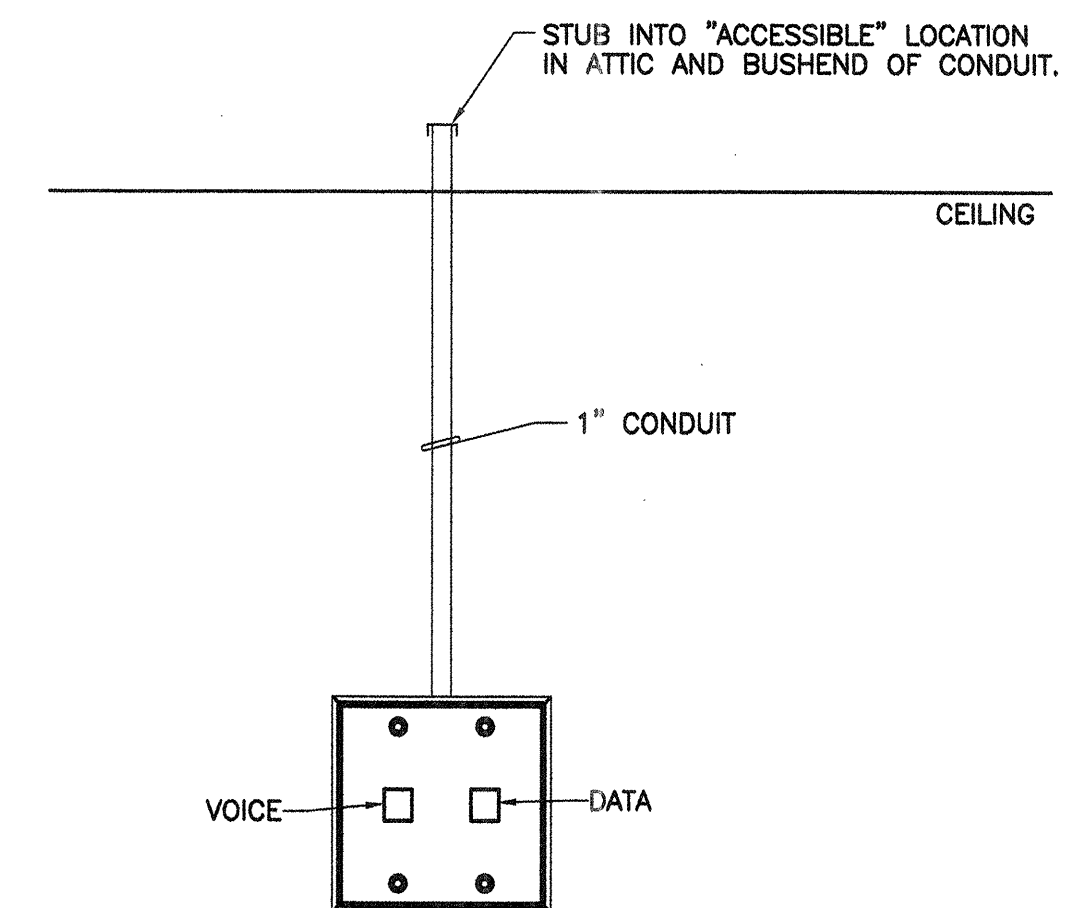 STUB INTO "ACCESSIBLE" LOCATION
IN ATTIC AND BUSHEND OF CONDUIT.
CEILING
1" CONDUIT
VOICE
DATA